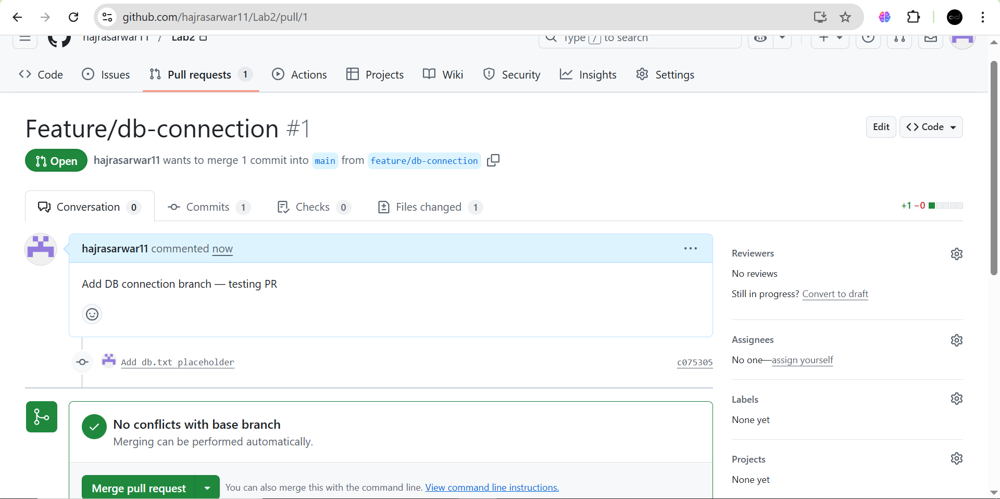 github.com/hajrasarwar11/Lab2/pull/1
hajrasarwar11 / Lab2
Type / to search
Code Issues Pull requests 1 Actions Projects Wiki Security Insights Settings
Feature/db-connection #1
Edit Code
Open hajrasarwar11 wants to merge 1 commit into main from feature/db-connection
Conversation 0 Commits 1 Checks 0 Files changed 1
+1 −0
hajrasarwar11 commented now
Add DB connection branch — testing PR
Add db.txt placeholder c075305
No conflicts with base branch
Merging can be performed automatically.
Merge pull request You can also merge this with the command line. View command line instructions.
Reviewers
No reviews
Still in progress? Convert to draft
Assignees
No one—assign yourself
Labels
None yet
Projects
None yet